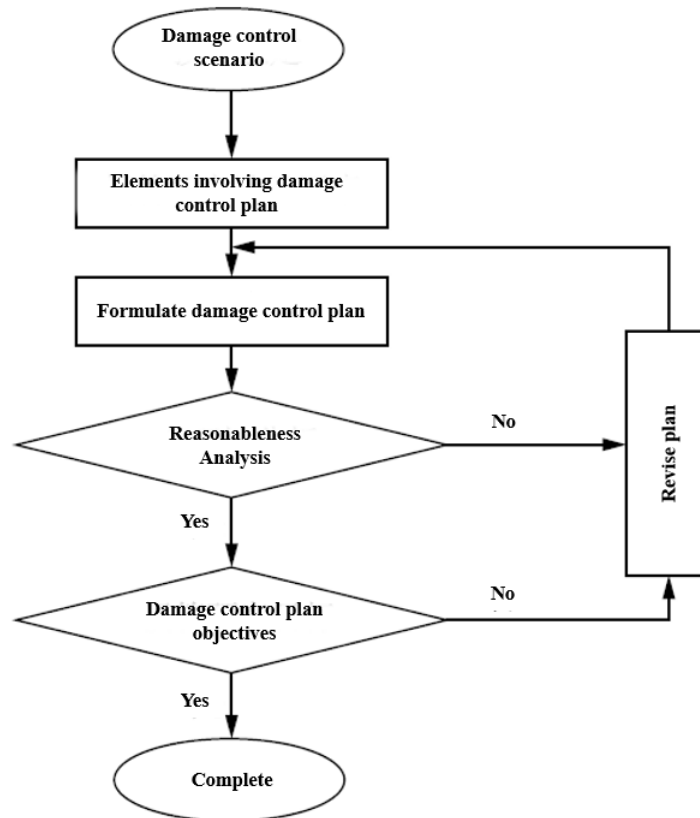 Damage control
scenario
Elements involving damage
control plan
Formulate damage control plan
Reasonableness
Analysis
No
Revise plan
Yes
Damage control plan
objectives
No
Yes
Complete